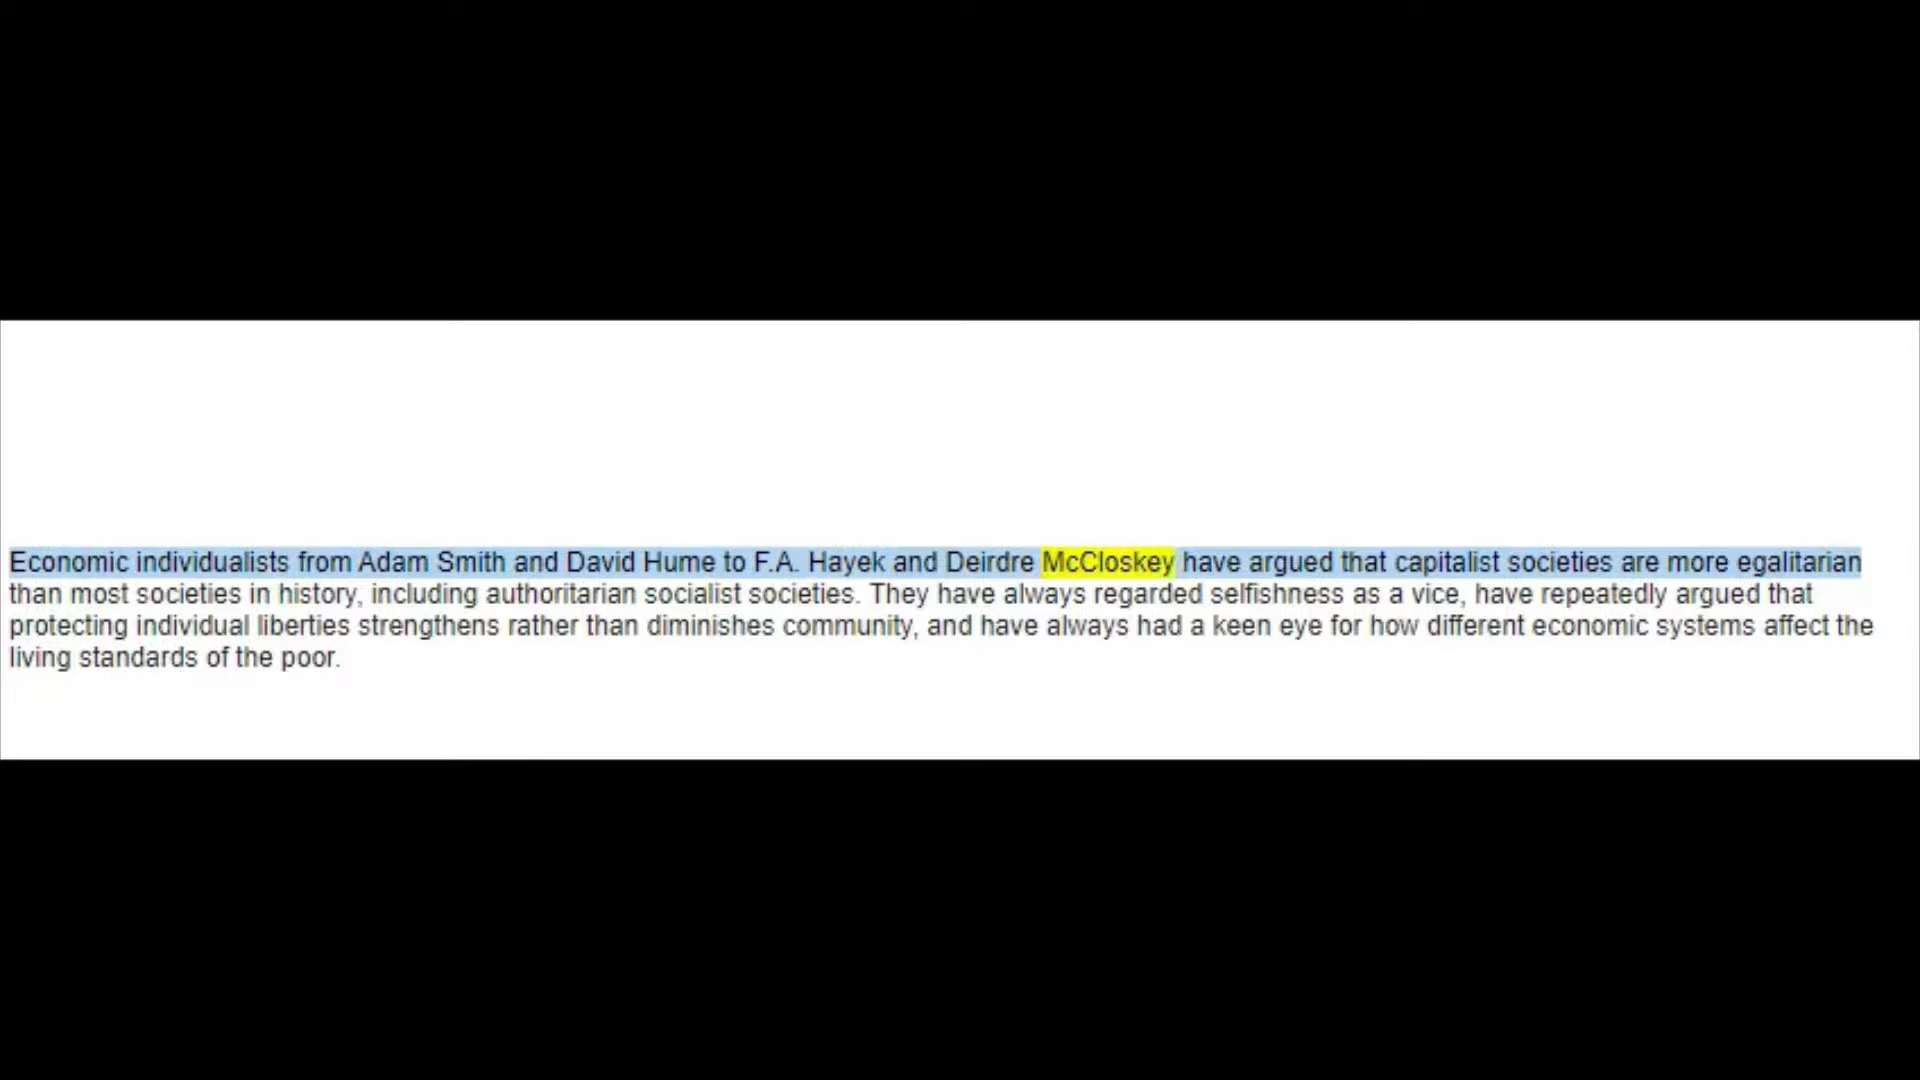 Economic individualists from Adam Smith and David Hume to F.A. Hayek and Deirdre McCloskey have argued that capitalist societies are more egalitarian
than most societies in history, including authoritarian socialist societies. They have always regarded selfishness as a vice, have repeatedly argued that
protecting individual liberties strengthens rather than diminishes community, and have always had a keen eye for how different economic systems affect the
living standards of the poor.